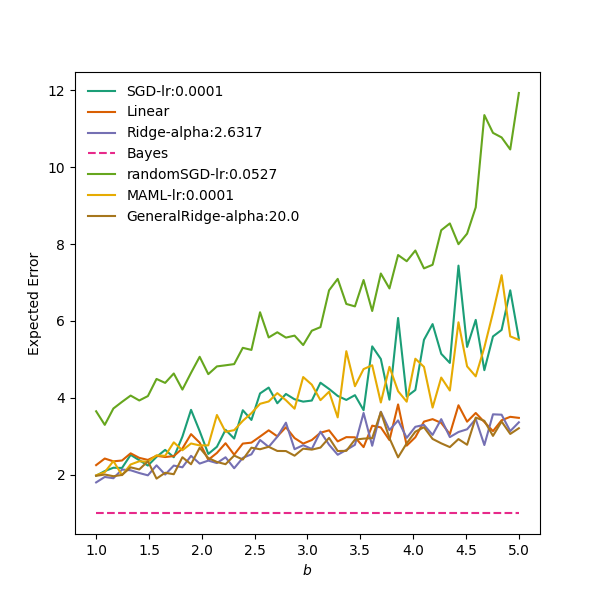 12
10
8
6
4
2
Expected Error
SGD-lr:0.0001
Linear
Ridge-alpha:2.6317
Bayes
randomSGD-lr:0.0527
MAML-lr:0.0001
GeneralRidge-alpha:20.0
1.0 1.5 2.0 2.5 3.0 3.5 4.0 4.5 5.0
b